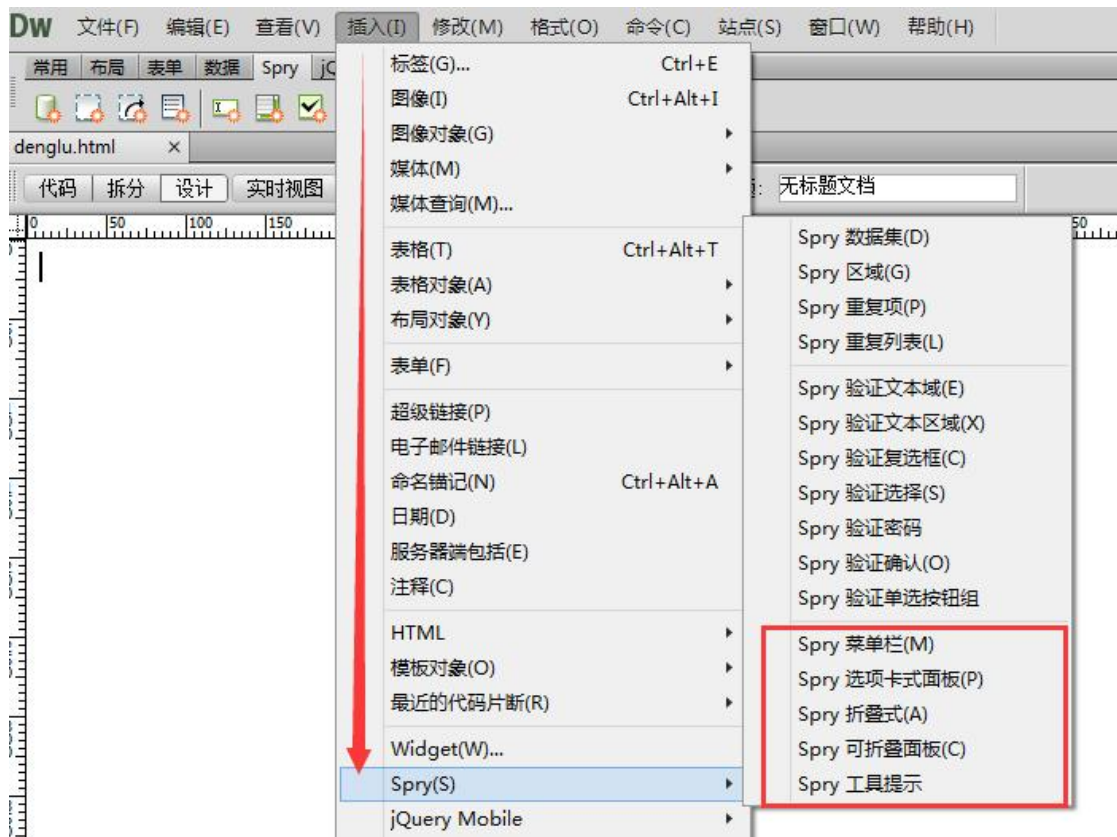 DW 文件(F) 编辑(E) 查看(V) 插入(I) 修改(M) 格式(O) 命令(C) 站点(S) 窗口(W) 帮助(H)
常用 布局 表单 数据 Spry
denglu.html ×
代码 拆分 设计 实时视图 : 无标题文档
0 50 100 150 50
标签(G)... Ctrl+E
图像(I) Ctrl+Alt+I
图像对象(G)
媒体(M)
媒体查询(M)...
表格(T) Ctrl+Alt+T
表格对象(A)
布局对象(Y)
表单(F)
超级链接(P)
电子邮件链接(L)
命名锚记(N) Ctrl+Alt+A
日期(D)
服务器端包括(E)
注释(C)
HTML
模板对象(O)
最近的代码片断(R)
Widget(W)...
Spry(S)
jQuery Mobile
Spry 数据集(D)
Spry 区域(G)
Spry 重复项(P)
Spry 重复列表(L)
Spry 验证文本域(E)
Spry 验证文本区域(X)
Spry 验证复选框(C)
Spry 验证选择(S)
Spry 验证密码
Spry 验证确认(O)
Spry 验证单选按钮组
Spry 菜单栏(M)
Spry 选项卡式面板(P)
Spry 折叠式(A)
Spry 可折叠面板(C)
Spry 工具提示